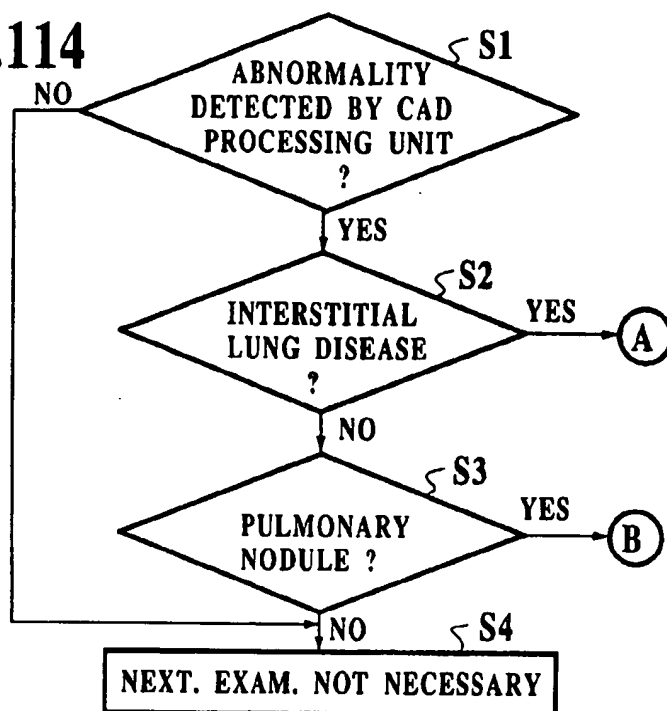 .114
S1
ABNORMALITY
DETECTED BY CAD
PROCESSING UNIT
?
NO
YES
S2
INTERSTITIAL
LUNG DISEASE
?
YES
A
NO
S3
PULMONARY
NODULE ?
YES
B
NO
S4
NEXT. EXAM. NOT NECESSARY